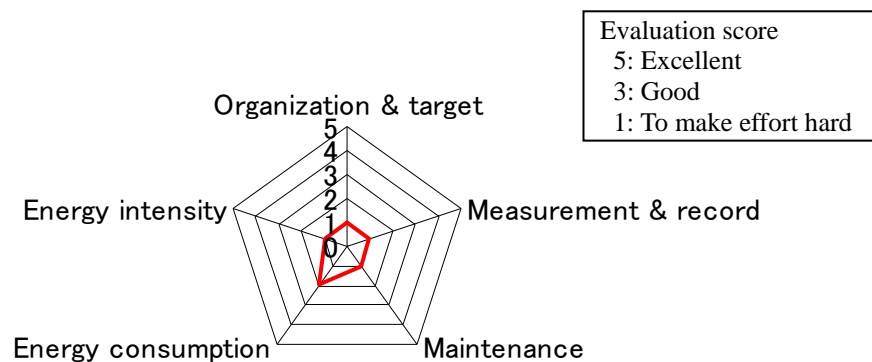 Evaluation score
5: Excellent
3: Good
1: To make effort hard
Organization & target
5
4
3
2
1
0
Energy intensity
Measurement & record
Energy consumption
Maintenance